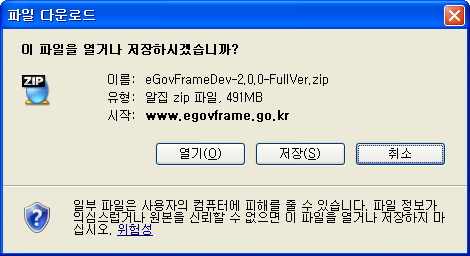 파일 다운로드
이 파일을 열거나 저장하시겠습니까?
ZIP
이름: eGovFrameDev-2,0,0-FullVer.zip
유형: 알집 zip 파일, 491MB
시작: www.egovframe.go.kr
열기(O)
저장(S)
취소
일부 파일은 사용자의 컴퓨터에 피해를 줄 수 있습니다. 파일 정보가
의심스럽거나 원본을 신뢰할 수 없으면 이 파일을 열거나 저장하지 마
십시오. 위험성